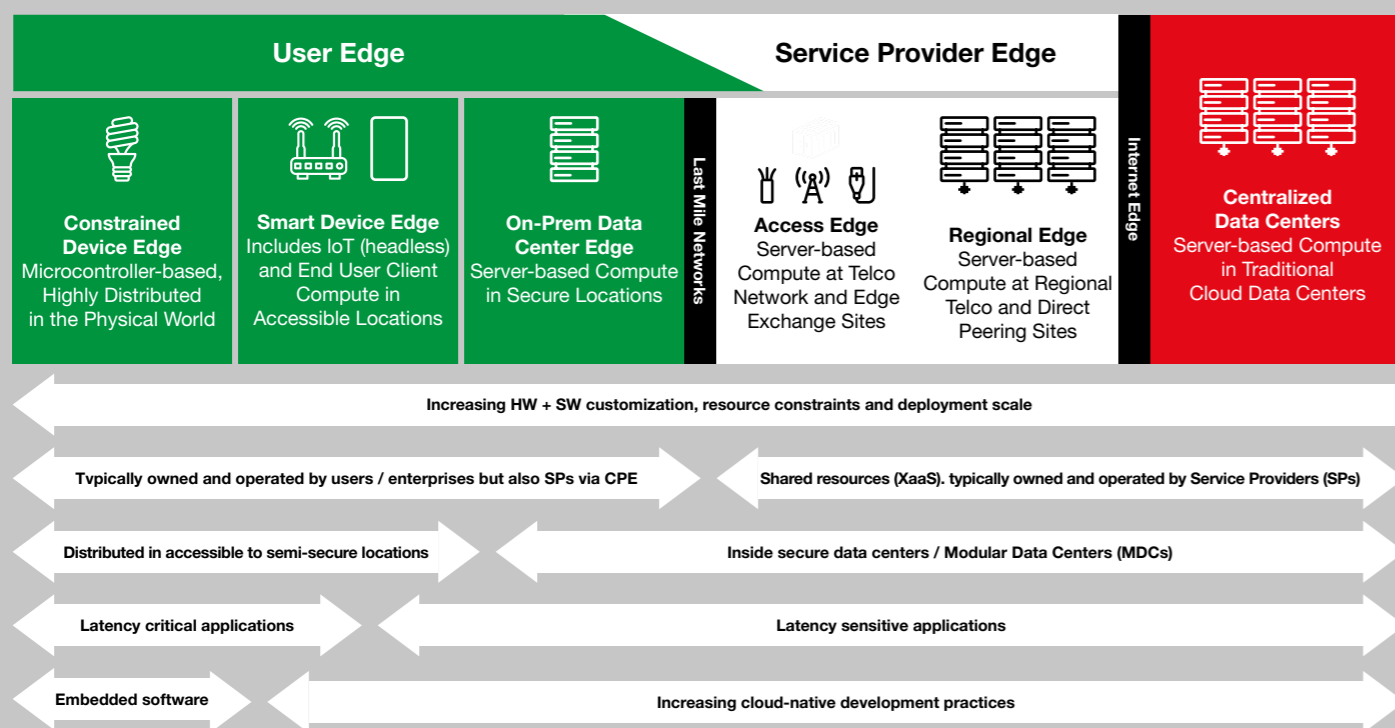 User Edge
Service Provider Edge
Constrained
Device Edge
Microcontroller-based,
Highly Distributed
in the Physical World
Smart Device Edge
Includes IoT (headless)
and End User Client
Compute in
Accessible Locations
On-Prem Data
Center Edge
Server-based Compute
in Secure Locations
Last Mile Networks
Access Edge
Server-based
Compute at Telco
Network and Edge
Exchange Sites
Regional Edge
Server-based
Compute at Regional
Telco and Direct
Peering Sites
Internet Edge
Centralized
Data Centers
Server-based Compute
in Traditional
Cloud Data Centers
Increasing HW + SW customization, resource constraints and deployment scale
Tvpically owned and operated by users / enterprises but also SPs via CPE
Shared resources (XaaS). typically owned and operated by Service Providers (SPs)
Distributed in accessible to semi-secure locations
Inside secure data centers / Modular Data Centers (MDCs)
Latency critical applications
Latency sensitive applications
Embedded software
Increasing cloud-native development practices